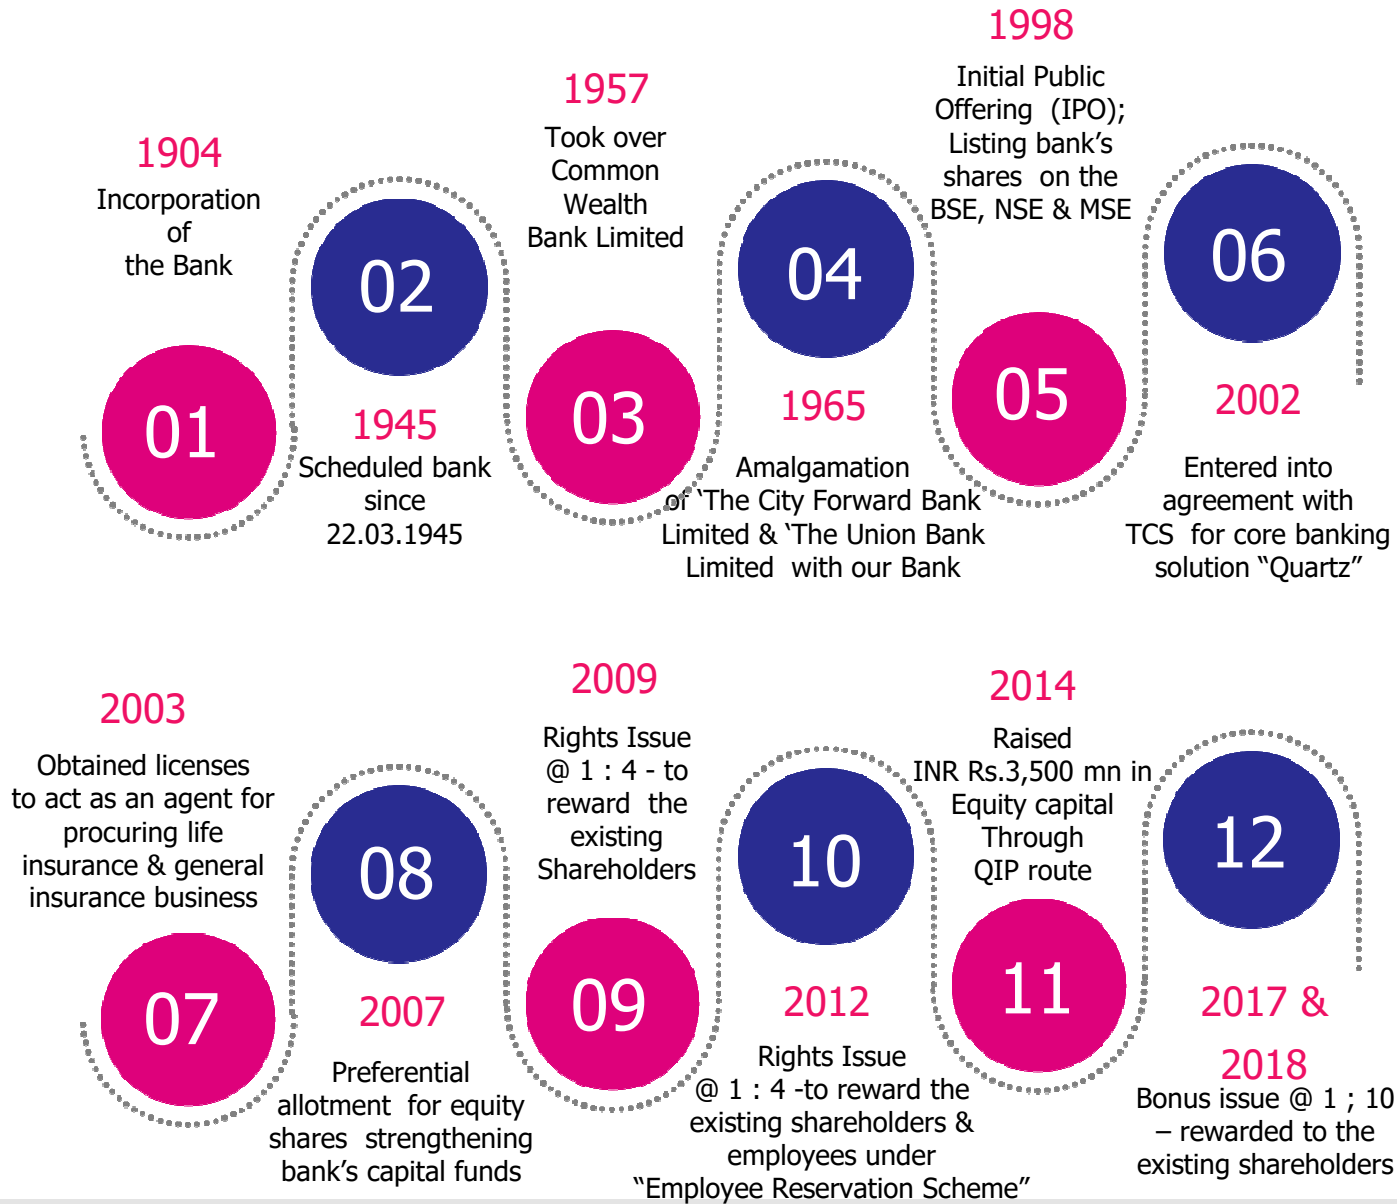 1904
Incorporation
of
the Bank
01
02
1945
Scheduled bank
since
22.03.1945
1957
Took over
Common
Wealth
Bank Limited
03
04
1965
Amalgamation
of ‘The City Forward Bank
Limited & ‘The Union Bank
Limited with our Bank
1998
Initial Public
Offering (IPO);
Listing bank’s
shares on the
BSE, NSE & MSE
05
06
2002
Entered into
agreement with
TCS for core banking
solution “Quartz”
2003
Obtained licenses
to act as an agent for
procuring life
insurance & general
insurance business
07
08
2007
Preferential
allotment for equity
shares strengthening
bank’s capital funds
2009
Rights Issue
@ 1 : 4 - to
reward the
existing
Shareholders
09
10
2012
Rights Issue
@ 1 : 4 -to reward the
existing shareholders &
employees under
“Employee Reservation Scheme”
2014
Raised
INR Rs.3,500 mn in
Equity capital
Through
QIP route
11
12
2017 &
2018
Bonus issue @ 1 ; 10
– rewarded to the
existing shareholders